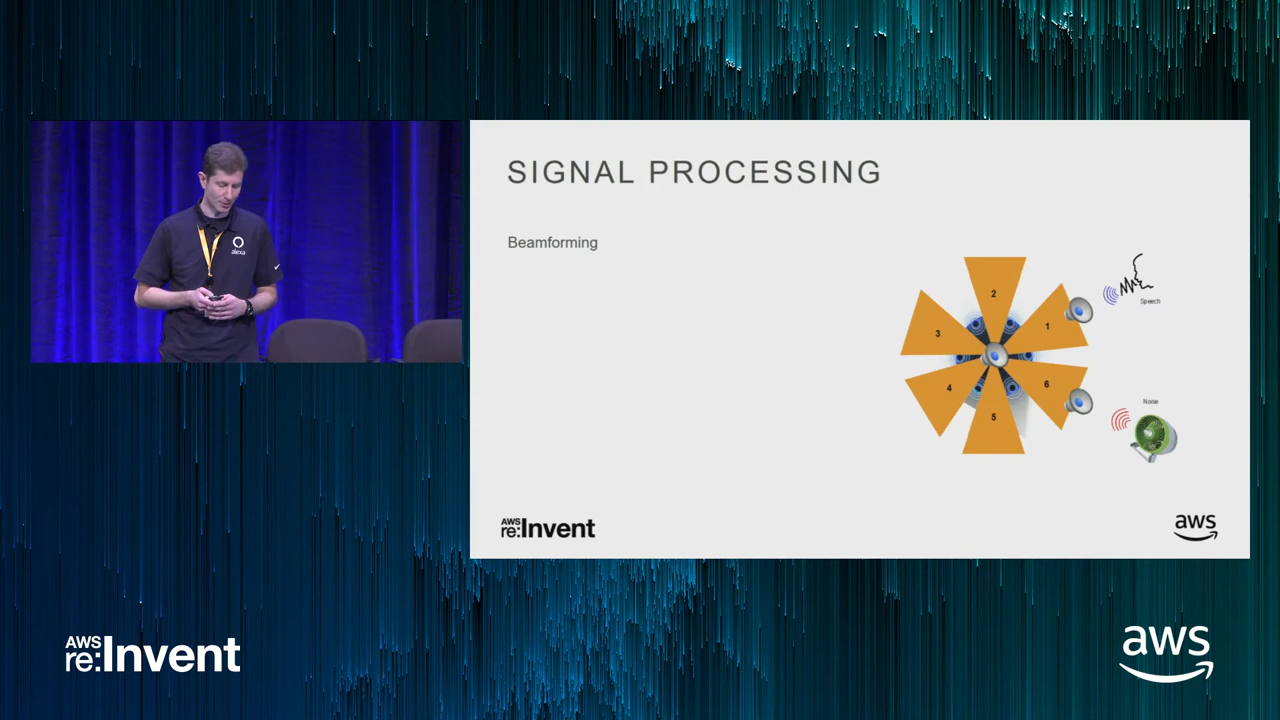 SIGNAL PROCESSING
Beamforming
2
3
1
Speech
4
6
5
Noise
alexa
AWS
re:Invent
aws
AWS
re:Invent
aws